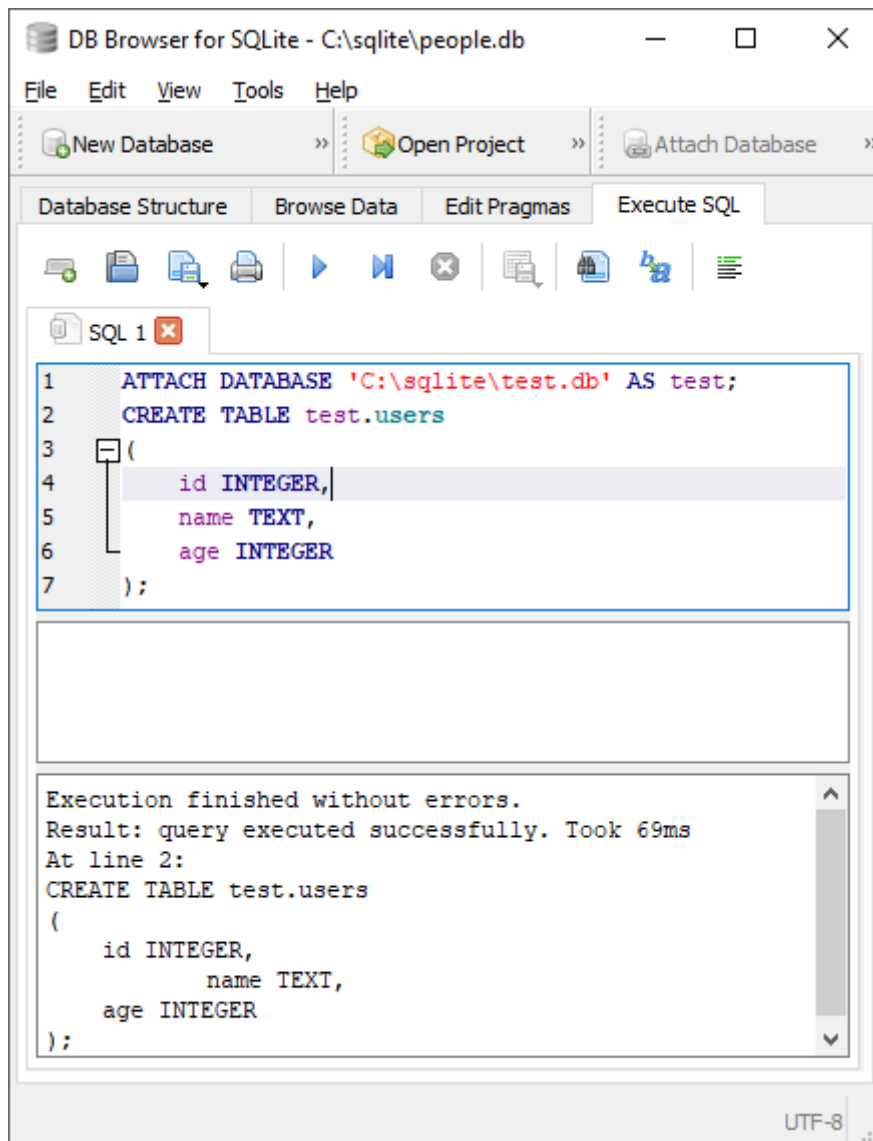 DB Browser for SQLite - C:\sqlite\people.db
File Edit View Tools Help
New Database » Open Project » Attach Database »
Database Structure Browse Data Edit Pragmas Execute SQL
SQL 1
1 ATTACH DATABASE 'C:\sqlite\test.db' AS test;
2 CREATE TABLE test.users
3 (
4 id INTEGER,
5 name TEXT,
6 age INTEGER
7 );
Execution finished without errors.
Result: query executed successfully. Took 69ms
At line 2:
CREATE TABLE test.users
(
id INTEGER,
name TEXT,
age INTEGER
);
UTF-8